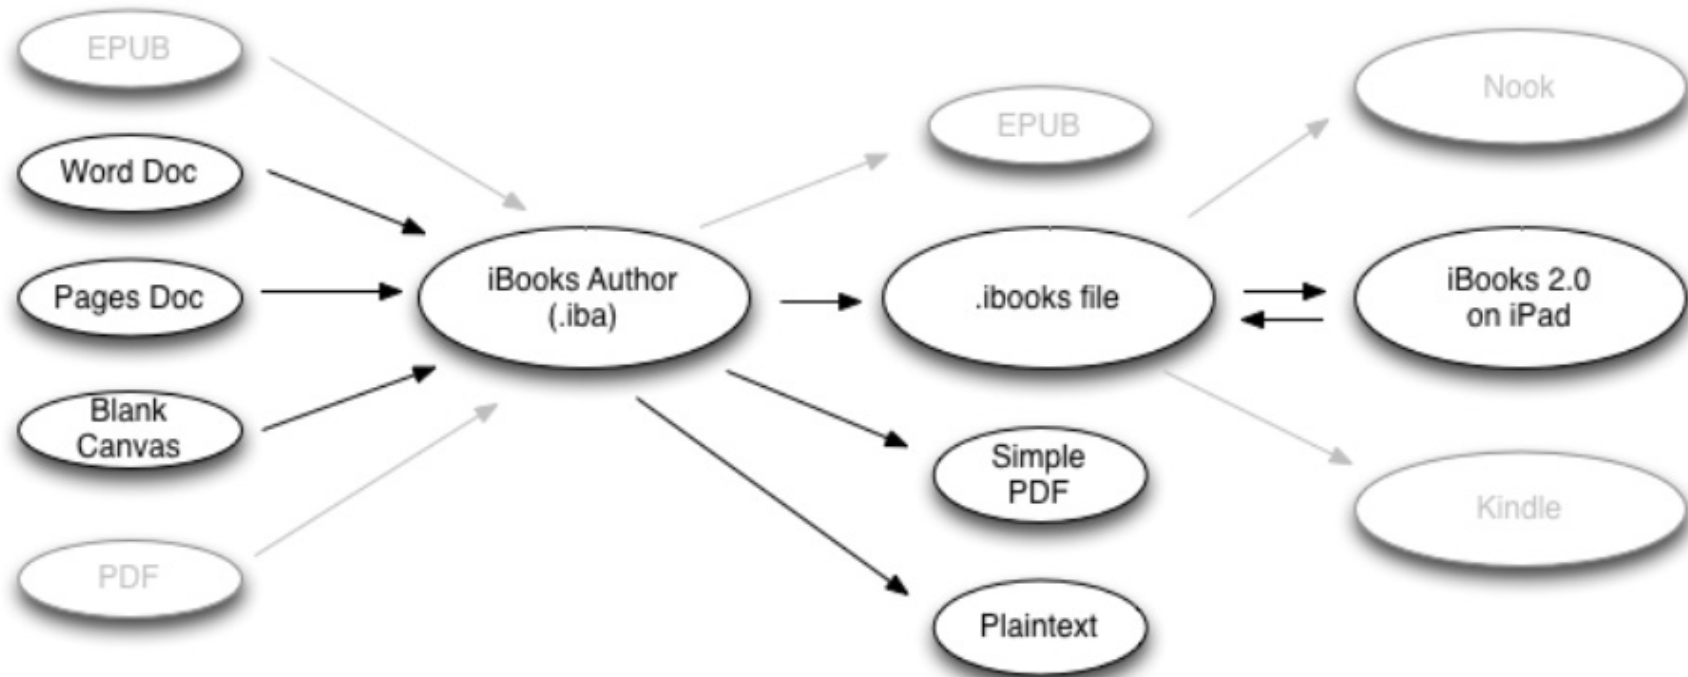 EPUB
Word Doc
Pages Doc
Blank
Canvas
PDF
iBooks Author
(.iba)
EPUB
.ibooks file
Simple
PDF
Plaintext
Nook
iBooks 2.0
on iPad
Kindle